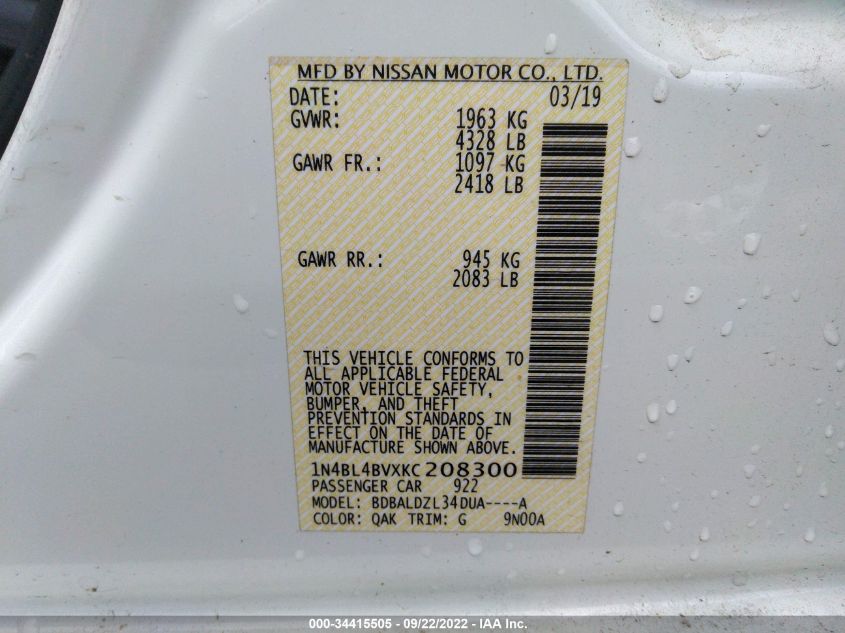 MFD BY NISSAN MOTOR CO., LTD.
DATE: 03/19
GVWR: 1963 KG
4328 LB
GAWR FR.: 1097 KG
2418 LB
GAWR RR.: 945 KG
2083 LB
THIS VEHICLE CONFORMS TO
ALL APPLICABLE FEDERAL
MOTOR VEHICLE SAFETY,
BUMPER, AND THEFT
PREVENTION STANDARDS IN
EFFECT ON THE DATE OF
MANUFACTURE SHOWN ABOVE.
1N4BL4BVXKC208300
PASSENGER CAR 922
MODEL: BDBALDZL34DUA----A
COLOR: QAK TRIM: G 9N00A
000-34415505 - 09/22/2022 - IAA Inc.